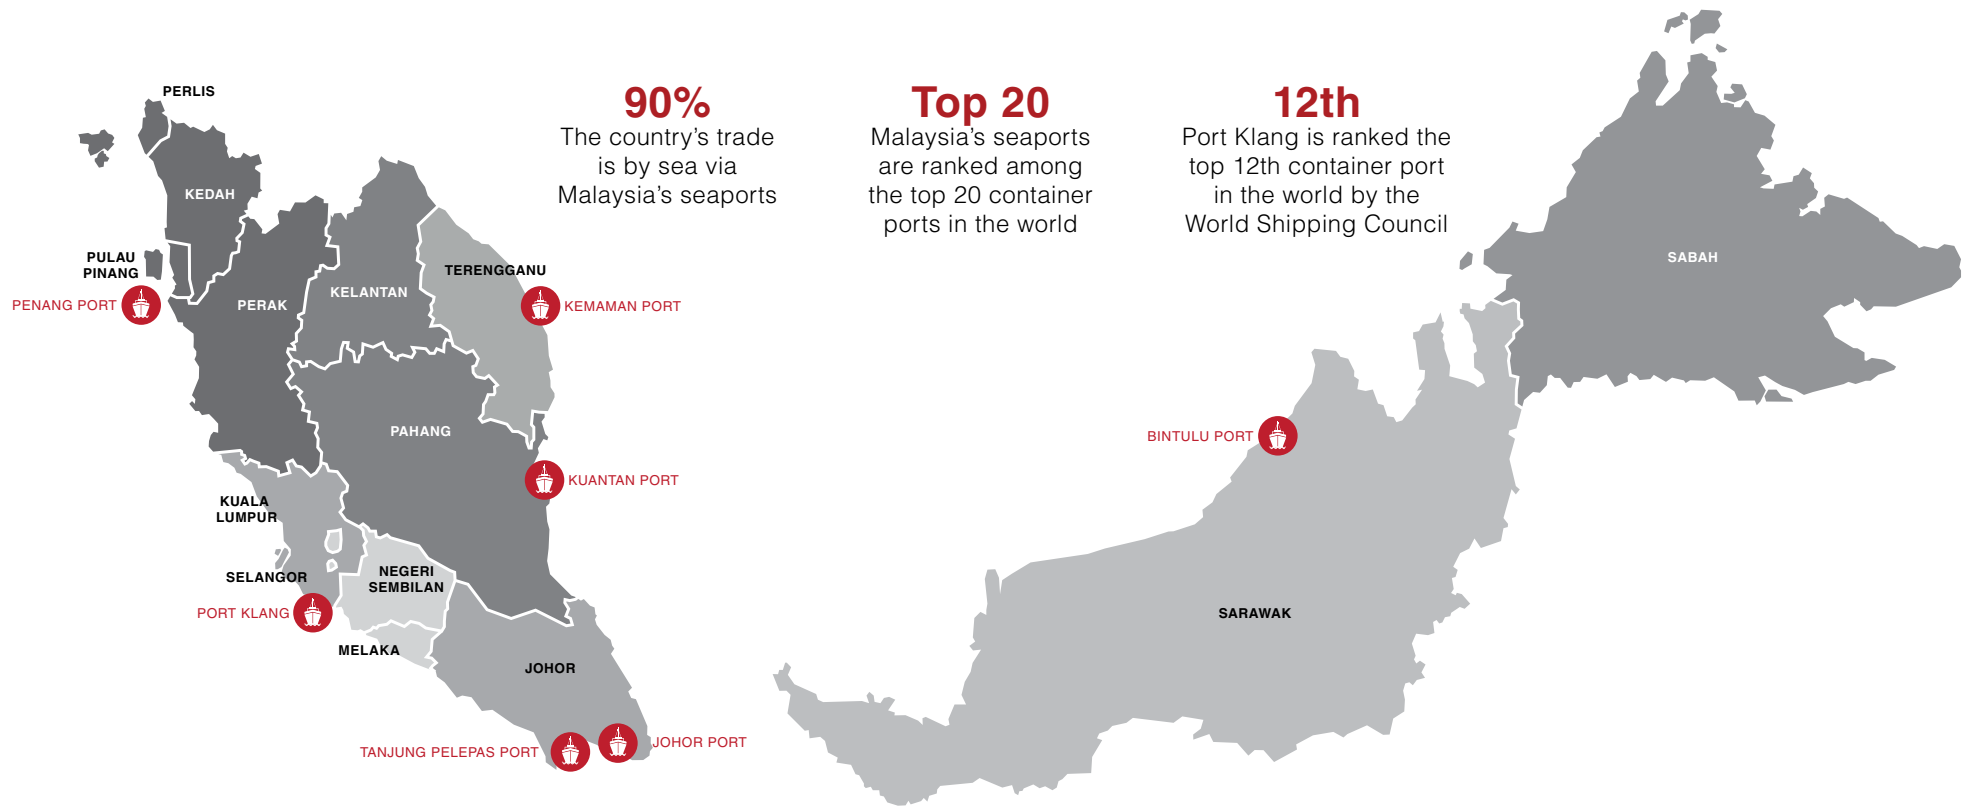 PERLIS
KEDAH
PULAU
PINANG
PENANG PORT
PERAK
KELANTAN
TERENGGANU
KEMAMAN PORT
PAHANG
KUANTAN PORT
KUALA
LUMPUR
SELANGOR
PORT KLANG
NEGERI
SEMBILAN
MELAKA
JOHOR
TANJUNG PELEPAS PORT
JOHOR PORT
90%
The country’s trade
is by sea via
Malaysia’s seaports
Top 20
Malaysia’s seaports
are ranked among
the top 20 container
ports in the world
12th
Port Klang is ranked the
top 12th container port
in the world by the
World Shipping Council
SABAH
BINTULU PORT
SARAWAK